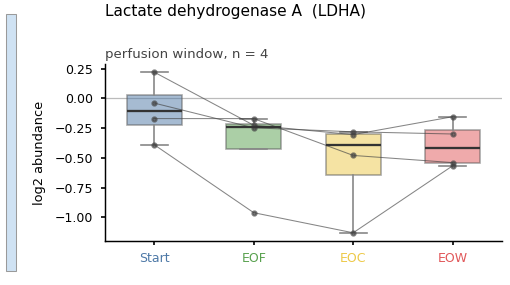 Lactate dehydrogenase A  (LDHA)
perfusion window, n = 4
log2 abundance
0.25
0.00
−0.25
−0.50
−0.75
−1.00
Start EOF EOC EOW